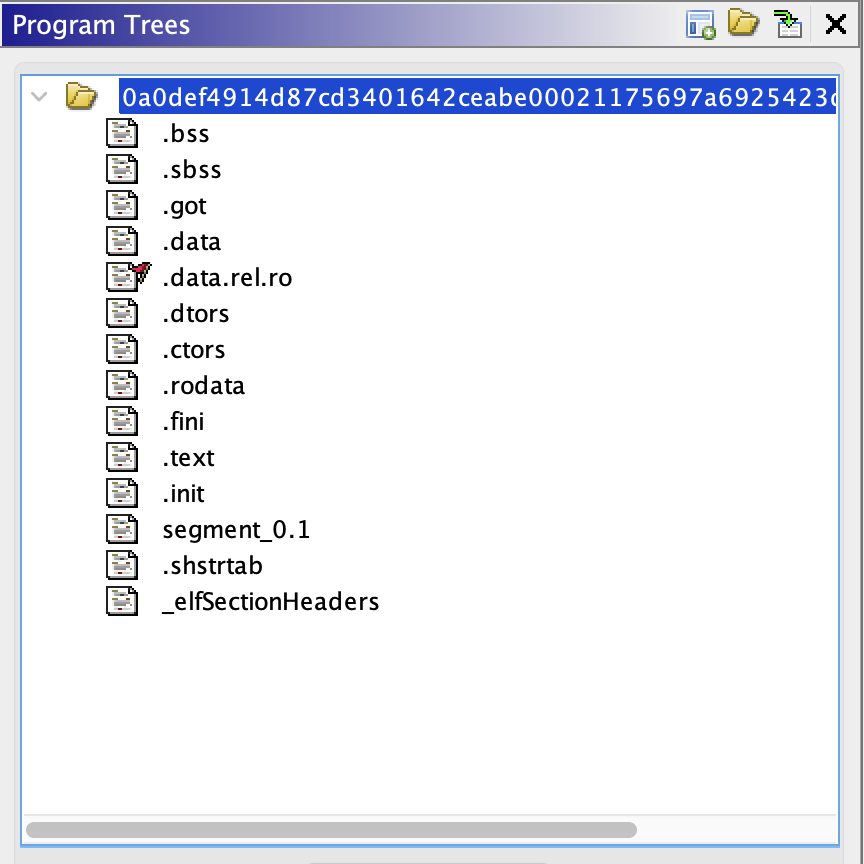 Program Trees
0a0def4914d87cd3401642ceabe00021175697a6925423
.bss
.sbss
.got
.data
.data.rel.ro
.dtors
.ctors
.rodata
.fini
.text
.init
segment_0.1
.shstrtab
_elfSectionHeaders